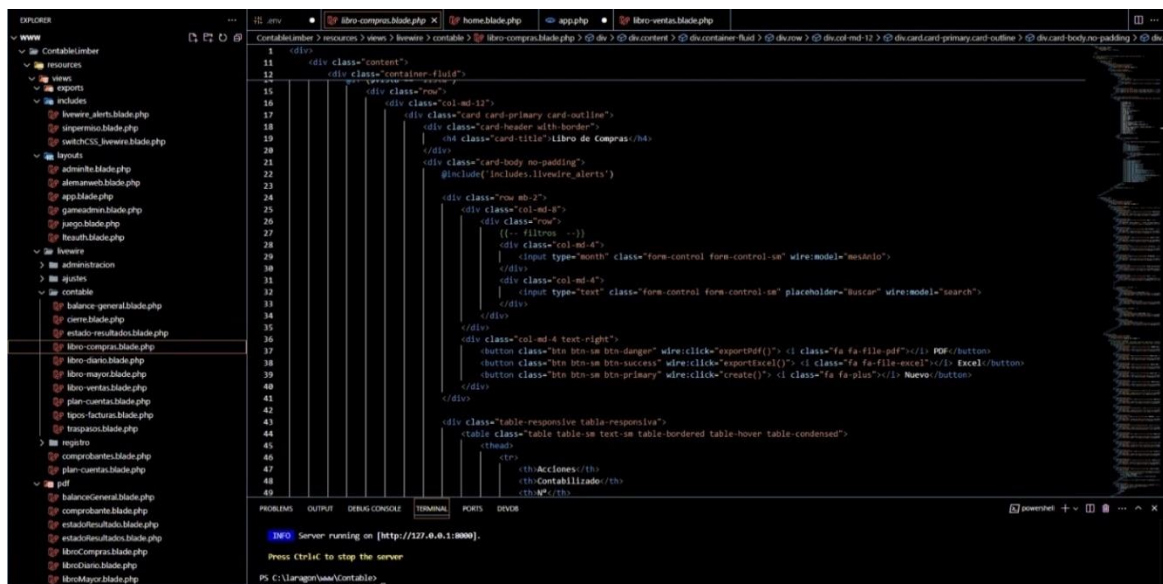 EXPLORER
WWW
ContableLimber
resources
views
exports
includes
livewire_alerts.blade.php
sinpermiso.blade.php
switchCSS_livewire.blade.php
layouts
adminlte.blade.php
alemanweb.blade.php
app.blade.php
gameadmin.blade.php
juego.blade.php
lteauth.blade.php
livewire
administracion
ajustes
contable
balance-general.blade.php
cierre.blade.php
estado-resultados.blade.php
libro-compras.blade.php
libro-diario.blade.php
libro-mayor.blade.php
libro-ventas.blade.php
plan-cuentas.blade.php
tipos-facturas.blade.php
traspasos.blade.php
registro
comprobantes.blade.php
plan-cuentas.blade.php
pdf
balanceGeneral.blade.php
comprobante.blade.php
estadoResultado.blade.php
estadoResultados.blade.php
libroCompras.blade.php
libroDiario.blade.php
libroMayor.blade.php
.env libro-compras.blade.php home.blade.php app.php libro-ventas.blade.php
ContableLimber > resources > views > livewire > contable > libro-compras.blade.php > div > div.content > div.container-fluid > div.row > div.col-md-12 > div.card.card-primary.card-outline > div.card-body.no-padding > div
1 <div>
11 <div class="content">
12 <div class="container-fluid">
15 <div class="row">
16 <div class="col-md-12">
17 <div class="card card-primary card-outline">
18 <div class="card-header with-border">
19 <h4 class="card-title">Libro de Compras</h4>
20 </div>
21 <div class="card-body no-padding">
22 @include('includes.livewire_alerts')
23
24 <div class="row mb-2">
25 <div class="col-md-8">
26 <div class="row">
27 {{-- filtros --}}
28 <div class="col-md-4">
29 <input type="month" class="form-control form-control-sm" wire:model="mesAnio">
30 </div>
31 <div class="col-md-4">
32 <input type="text" class="form-control form-control-sm" placeholder="Buscar" wire:model="search">
33 </div>
34 </div>
35 </div>
36 <div class="col-md-4 text-right">
37 <button class="btn btn-sm btn-danger" wire:click="exportPdf()"> <i class="fa fa-file-pdf"></i> PDF</button>
38 <button class="btn btn-sm btn-success" wire:click="exportExcel()"> <i class="fa fa-file-excel"></i> Excel</button>
39 <button class="btn btn-sm btn-primary" wire:click="create()"> <i class="fa fa-plus"></i> Nuevo</button>
40 </div>
41 </div>
42
43 <div class="table-responsive tabla-responsiva">
44 <table class="table table-sm text-sm table-bordered table-hover table-condensed">
45 <thead>
46 <tr>
47 <th>Acciones</th>
48 <th>Contabilizado</th>
49 <th>Nº</th>
PROBLEMS OUTPUT DEBUG CONSOLE TERMINAL PORTS DEVDB
powershell
INFO Server running on [http://127.0.0.1:8000].
Press Ctrl+C to stop the server
PS C:\laragon\www\Contable>